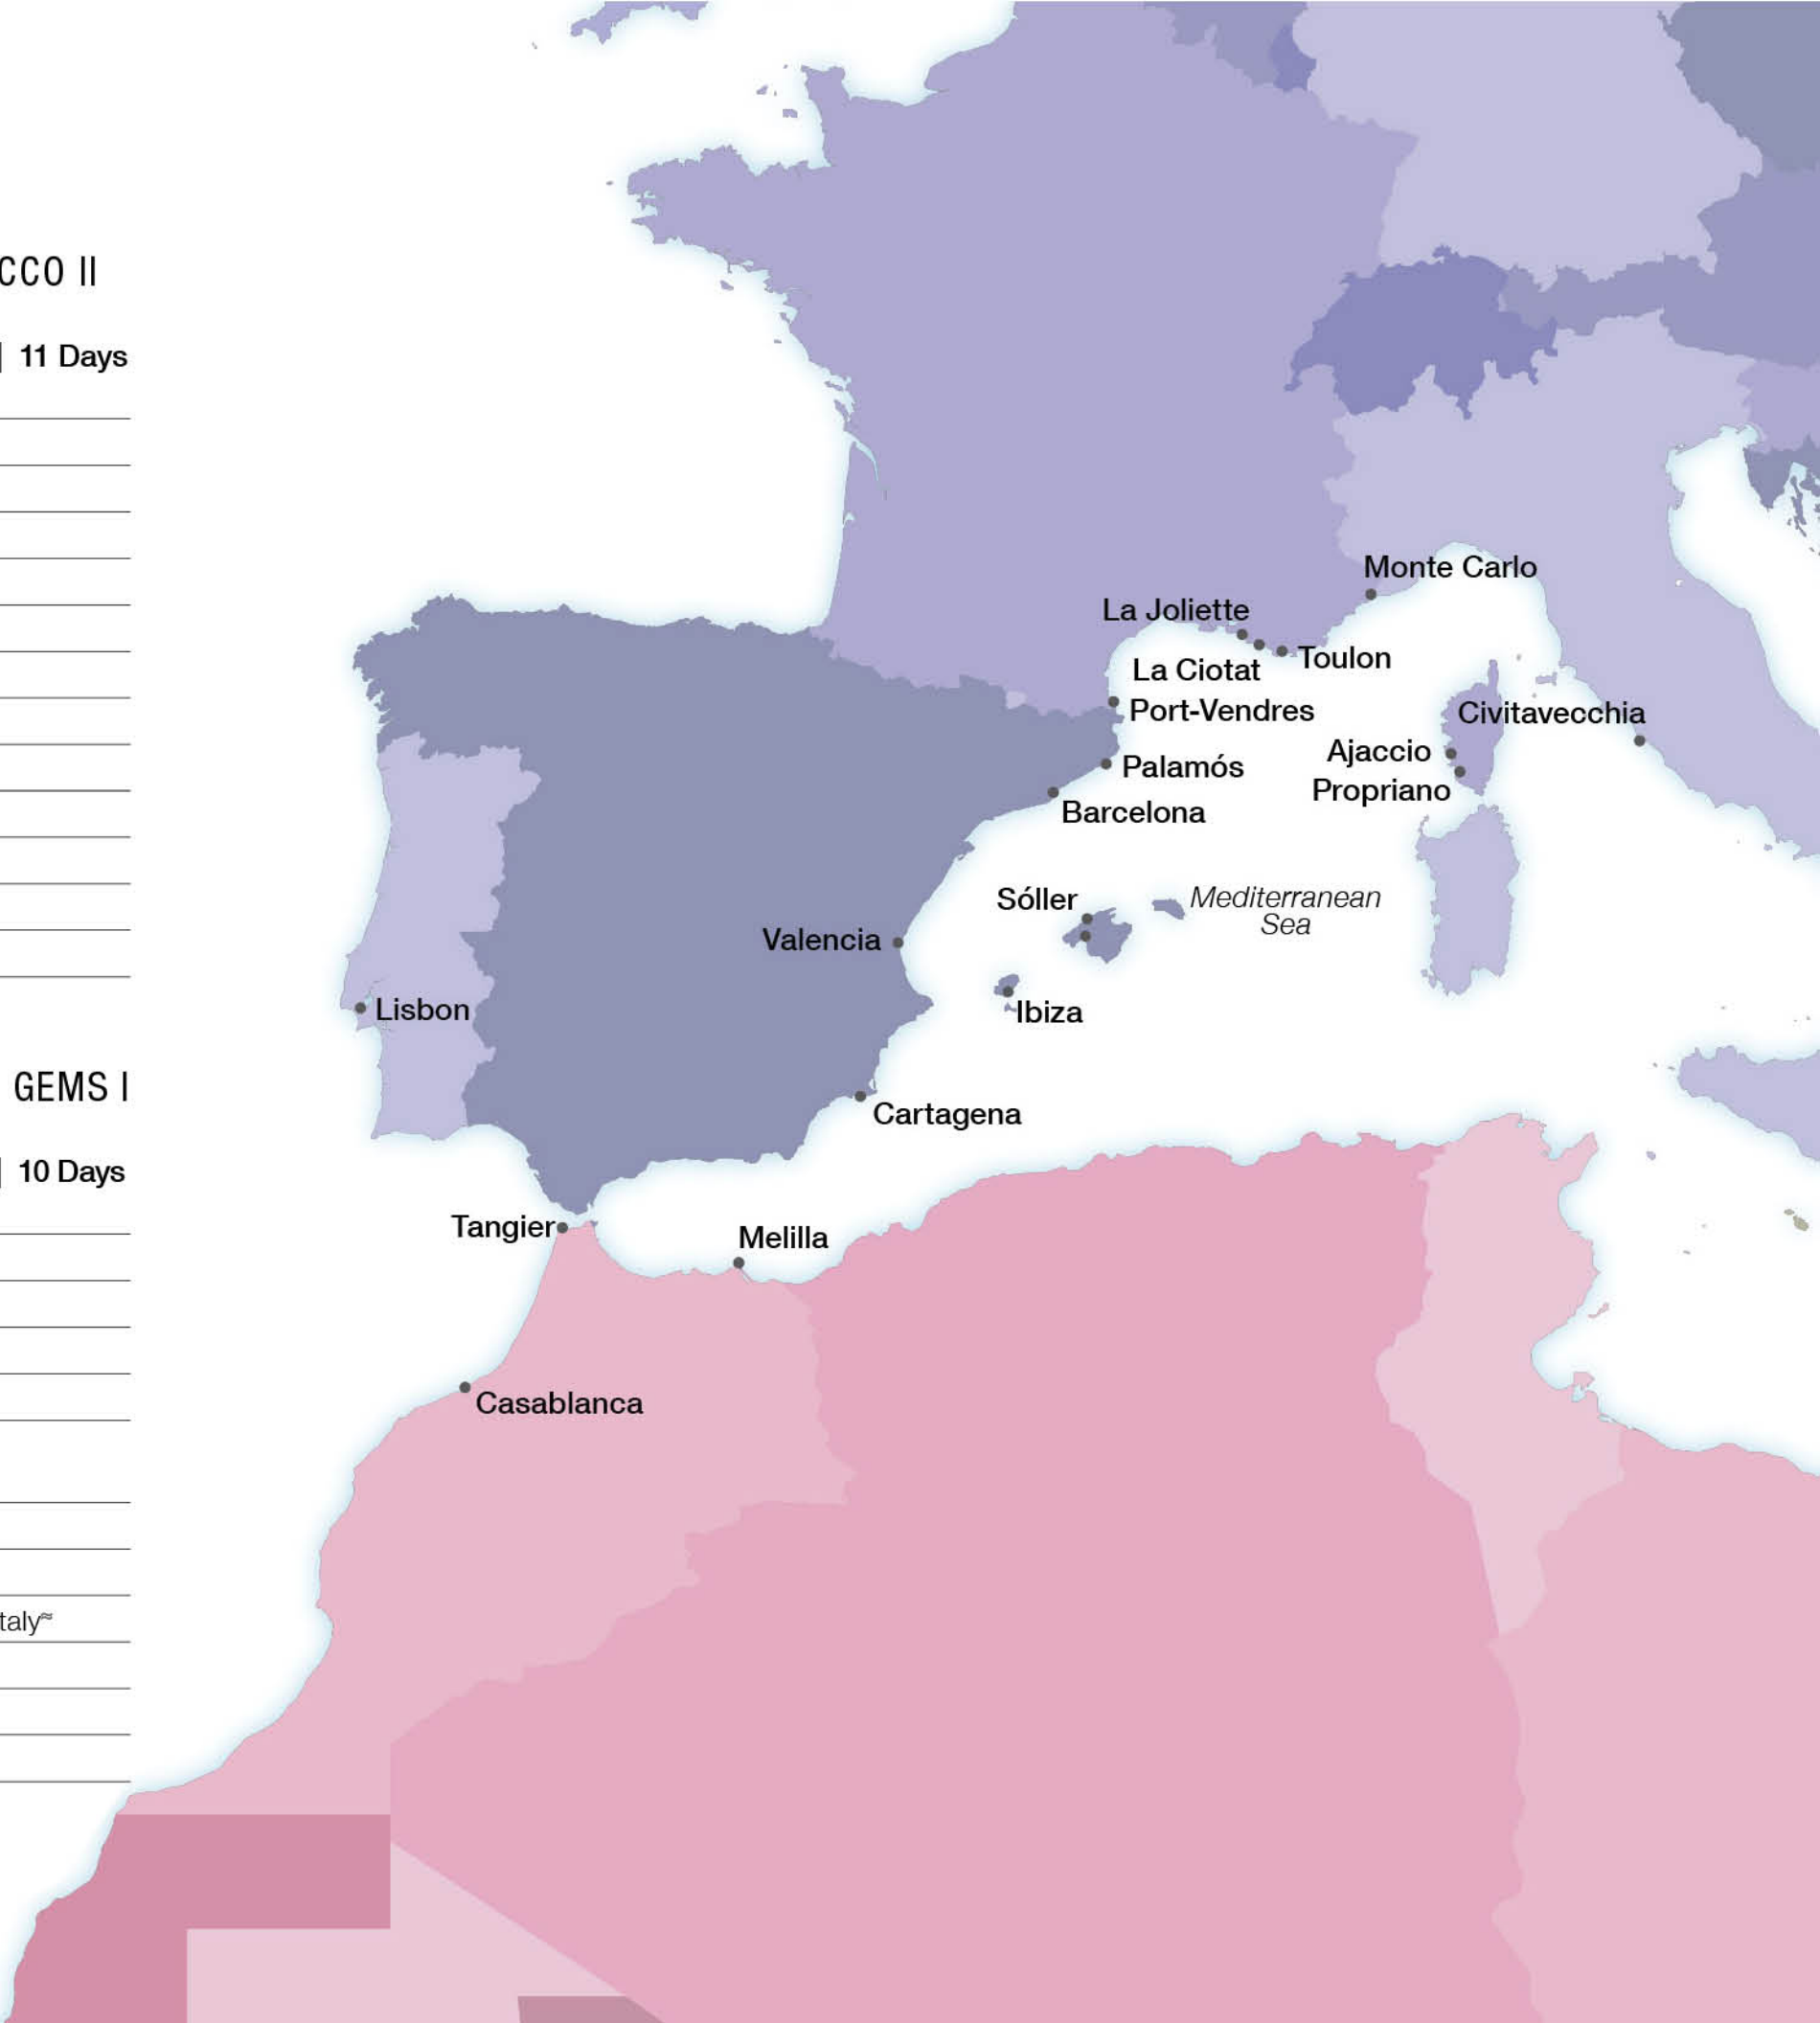 CCO II
| 11 Days
GEMS I
| 10 Days
taly≈
Monte Carlo
La Joliette
Toulon
La Ciotat
Port-Vendres
Civitavecchia
Ajaccio
Palamós
Propriano
Barcelona
Sóller
Mediterranean
Sea
Valencia
Lisbon
Ibiza
Cartagena
Tangier
Melilla
Casablanca